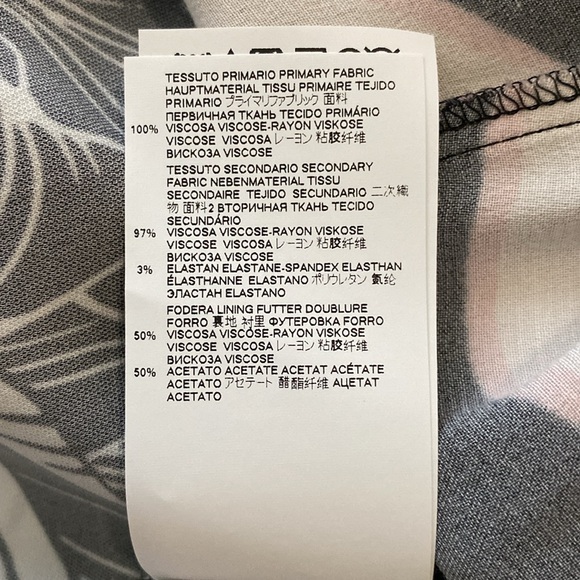 TESSUTO PRIMARIO PRIMARY FABRIC
HAUPTMATERIAL TISSU PRIMAIRE TEJIDO
PRIMARIO プライマリファブリック 面料
ПЕРВИЧНАЯ ТКАНЬ TECIDO PRIMÁRIO
100% VISCOSA VISCOSE-RAYON VISKOSE
VISCOSE VISCOSA レーヨン 粘胶纤维
ВИСКОЗА VISCOSE
TESSUTO SECONDARIO SECONDARY
FABRIC NEBENMATERIAL TISSU
SECONDAIRE TEJIDO SECUNDARIO 二次織
物 面料2 ВТОРИЧНАЯ ТКАНЬ TECIDO
SECUNDÁRIO
97% VISCOSA VISCOSE-RAYON VISKOSE
VISCOSE VISCOSA レーヨン 粘胶纤维
ВИСКОЗА VISCOSE
3% ELASTAN ELASTANE-SPANDEX ELASTHAN
ÉLASTHANNE ELASTANO ポリウレタン 氨纶
ЭЛАСТАН ELASTANO
FODERA LINING FUTTER DOUBLURE
FORRO 裏地 衬里 ФУТЕРОВКА FORRO
50% VISCOSA VISCOSE-RAYON VISKOSE
VISCOSE VISCOSA レーヨン 粘胶纤维
ВИСКОЗА VISCOSE
50% ACETATO ACETATE ACETAT ACÉTATE
ACETATO アセテート 醋酯纤维 АЦЕТАТ
ACETATO